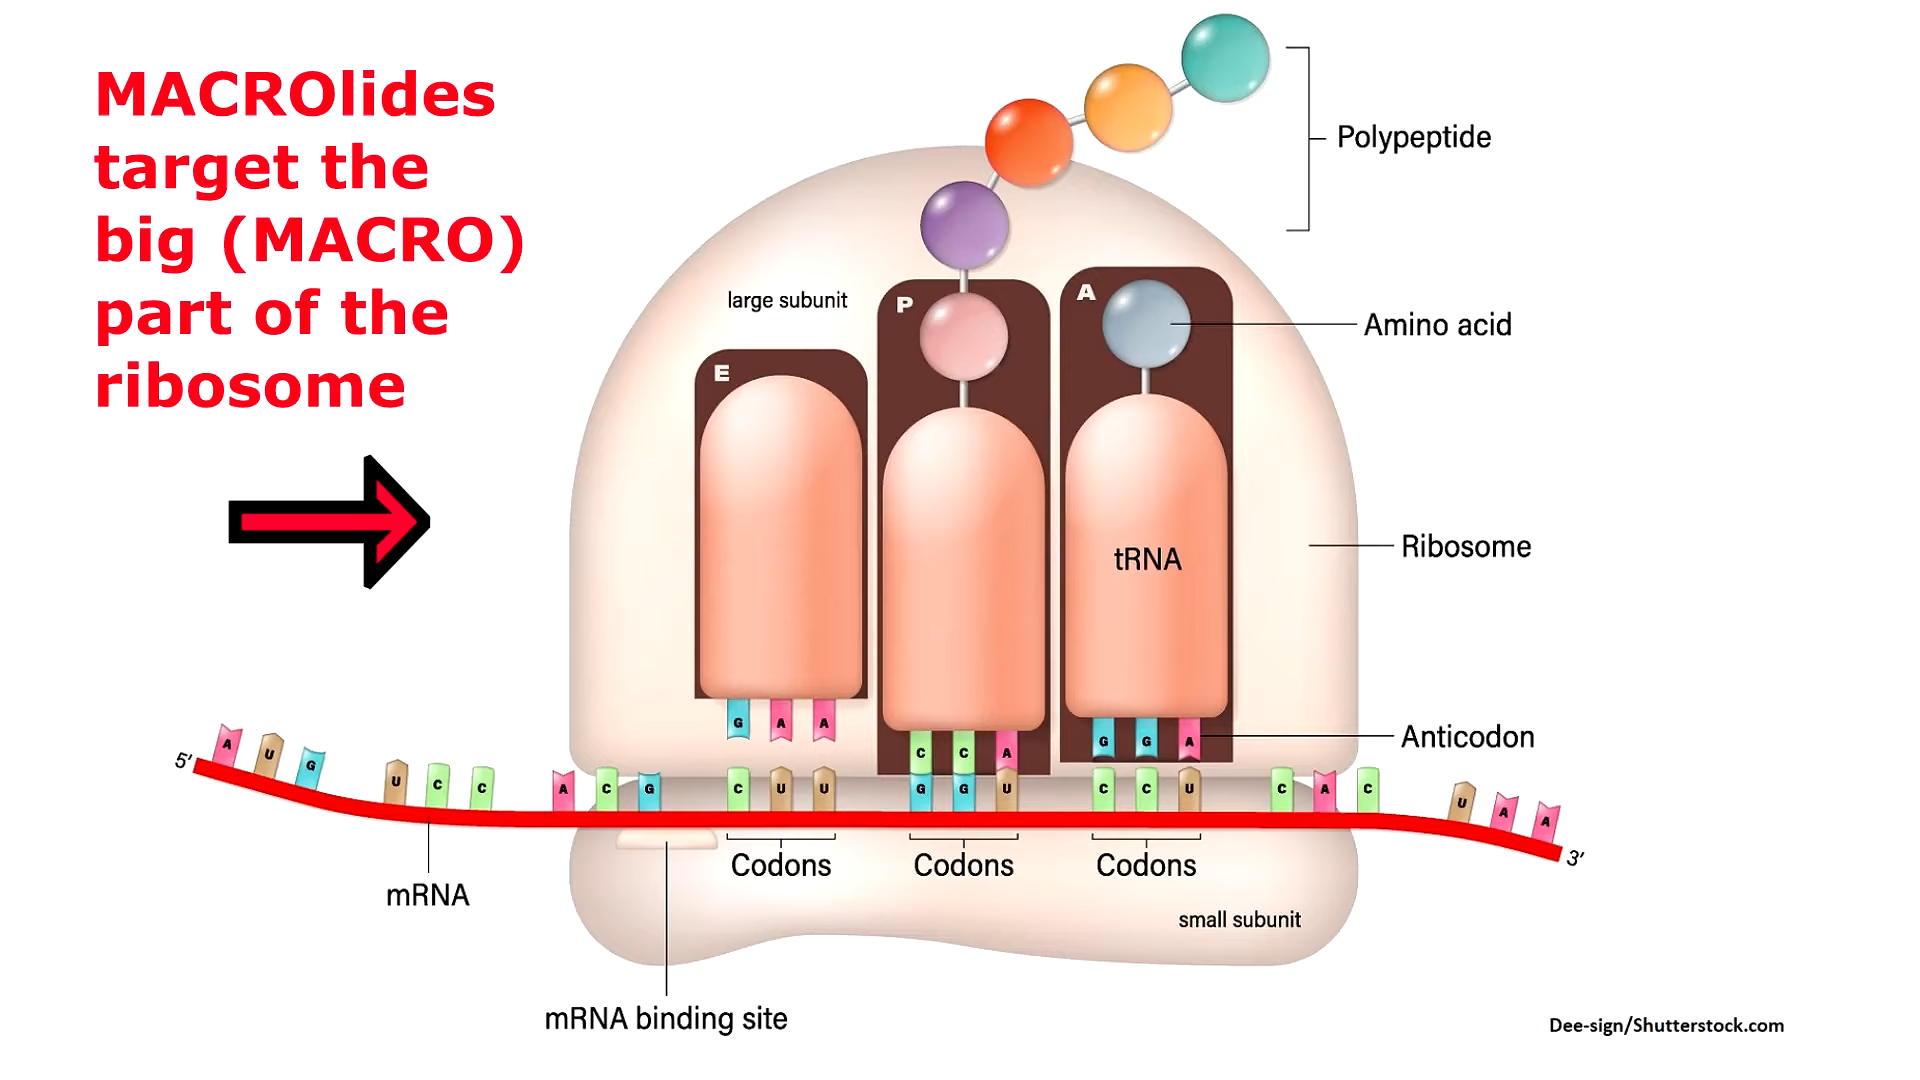 MACROlides
target the
big (MACRO)
part of the
ribosome
Polypeptide
large subunit
P
A
Amino acid
E
tRNA
Ribosome
G A A
C C A
G G A
Anticodon
5'
A U G
U C C
A C G
C U U
G G U
C C U
C A C
U A A
3'
Codons
Codons
Codons
mRNA
small subunit
mRNA binding site
Dee-sign/Shutterstock.com